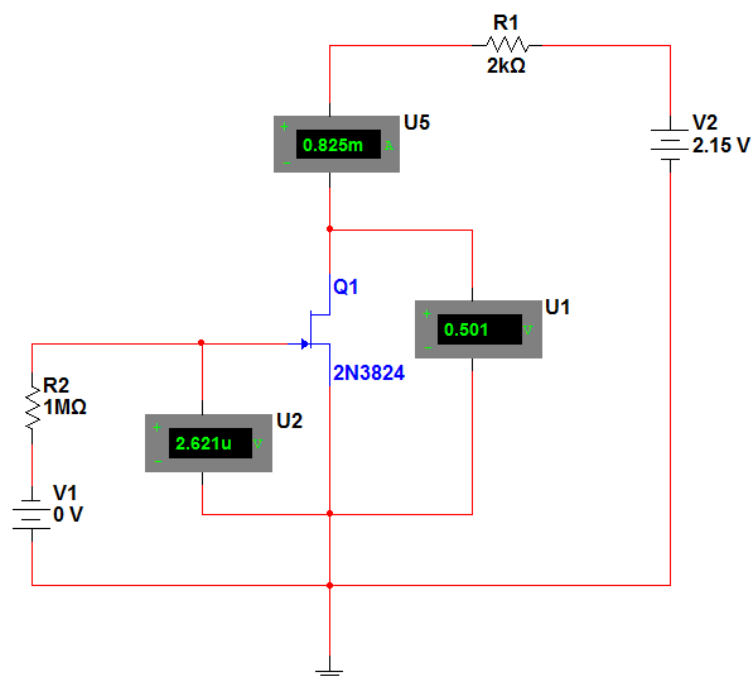 R1
2kΩ
U5
+
0.825m A
-
V2
2.15 V
Q1
U1
+
0.501 V
-
2N3824
R2
1MΩ
U2
+
2.621u V
-
V1
0 V